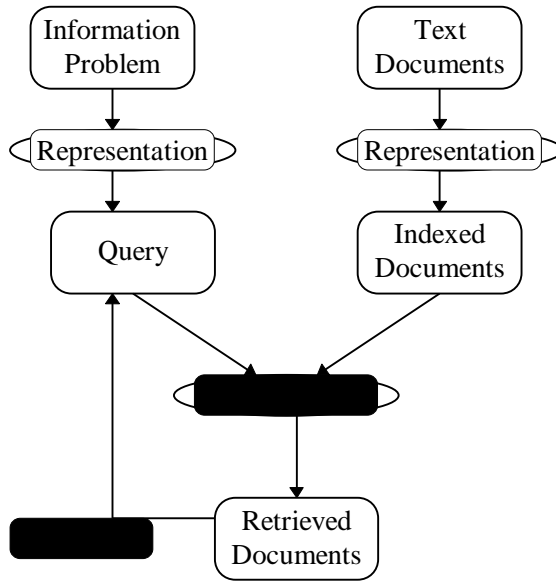 Information
Problem
Text
Documents
Representation
Representation
Query
Indexed
Documents
Retrieved
Documents